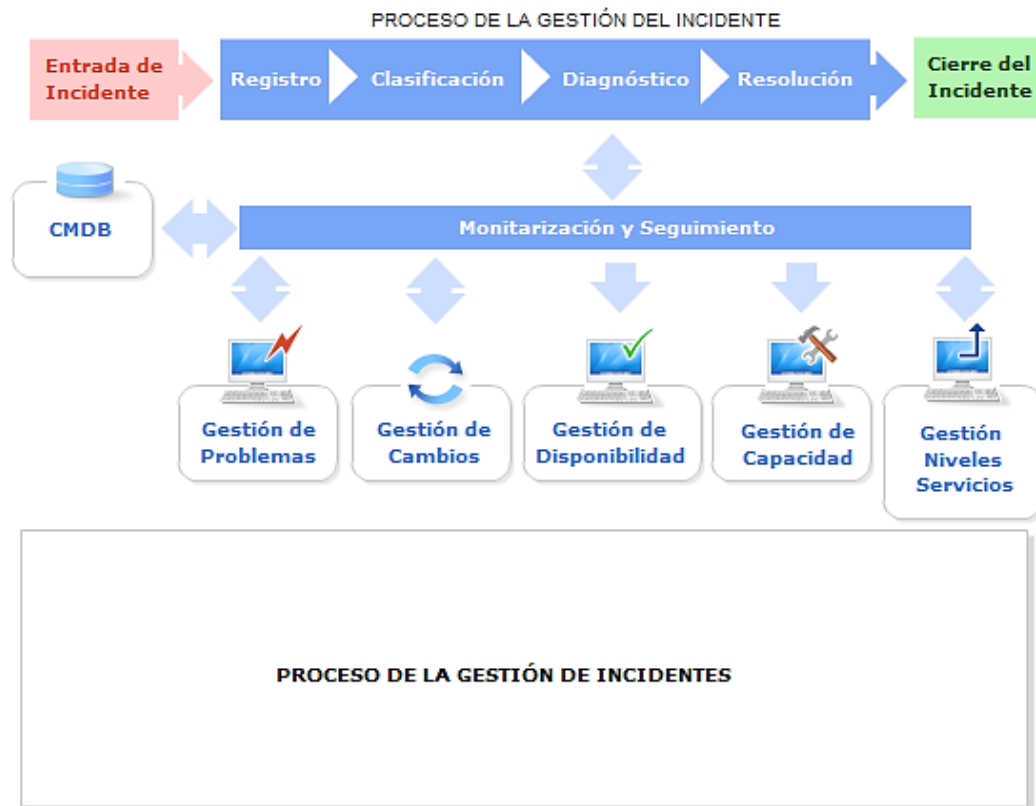 PROCESO DE LA GESTIÓN DEL INCIDENTE
Entrada de
Incidente
Registro
Clasificación
Diagnóstico
Resolución
Cierre del
Incidente
CMDB
Monitarización y Seguimiento
Gestión de
Problemas
Gestión de
Cambios
Gestión de
Disponibilidad
Gestión de
Capacidad
Gestión
Niveles
Servicios
PROCESO DE LA GESTIÓN DE INCIDENTES